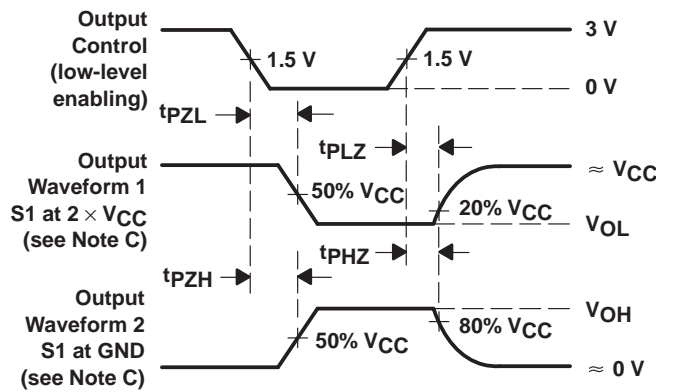 Output
Control
(low-level
enabling)
1.5 V
1.5 V
3 V
0 V
tPZL
tPLZ
Output
Waveform 1
S1 at 2 × VCC
(see Note C)
50% VCC
20% VCC
≈ VCC
VOL
tPZH
tPHZ
Output
Waveform 2
S1 at GND
(see Note C)
50% VCC
80% VCC
VOH
≈ 0 V